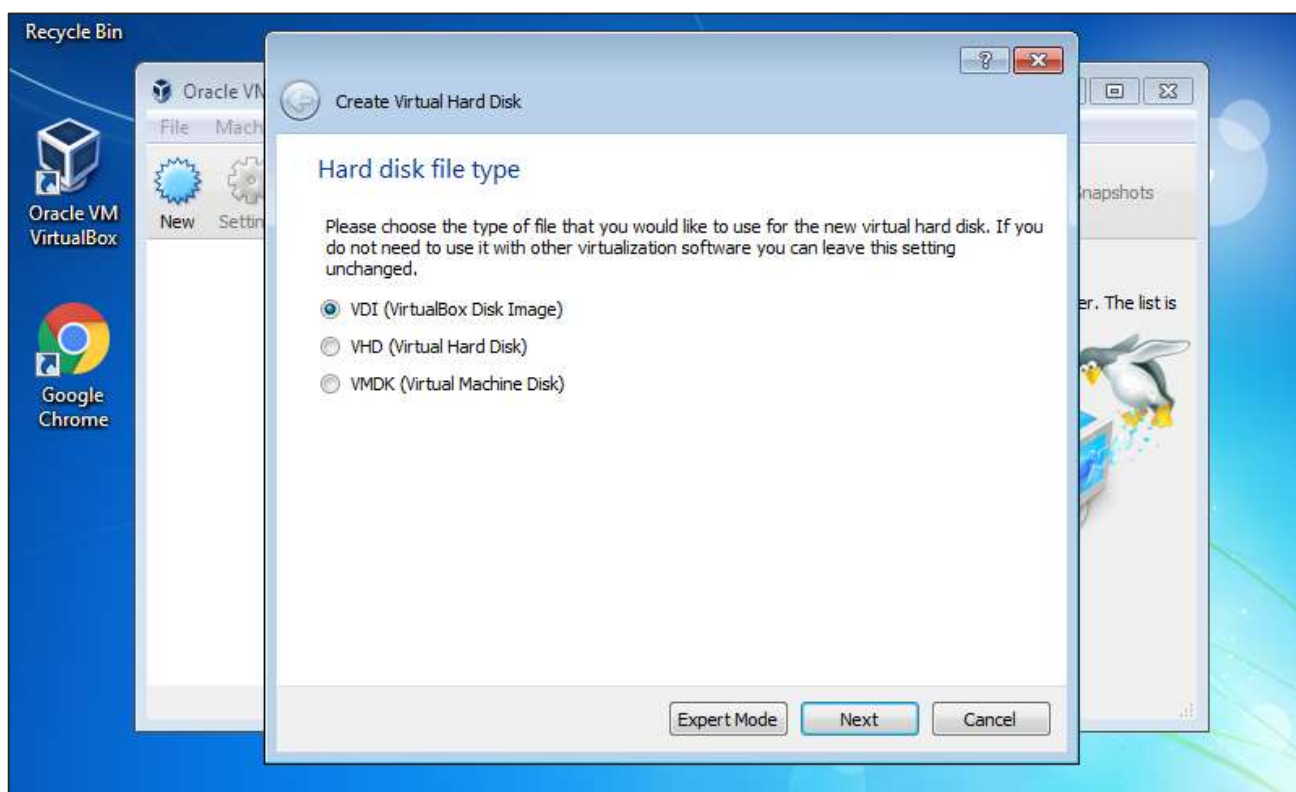 Recycle Bin
Oracle VM
VirtualBox
Google
Chrome
Oracle VM
File Mach
New Settin
Snapshots
er. The list is
?
Create Virtual Hard Disk
Hard disk file type
Please choose the type of file that you would like to use for the new virtual hard disk. If you
do not need to use it with other virtualization software you can leave this setting
unchanged.
VDI (VirtualBox Disk Image)
VHD (Virtual Hard Disk)
VMDK (Virtual Machine Disk)
Expert Mode Next Cancel